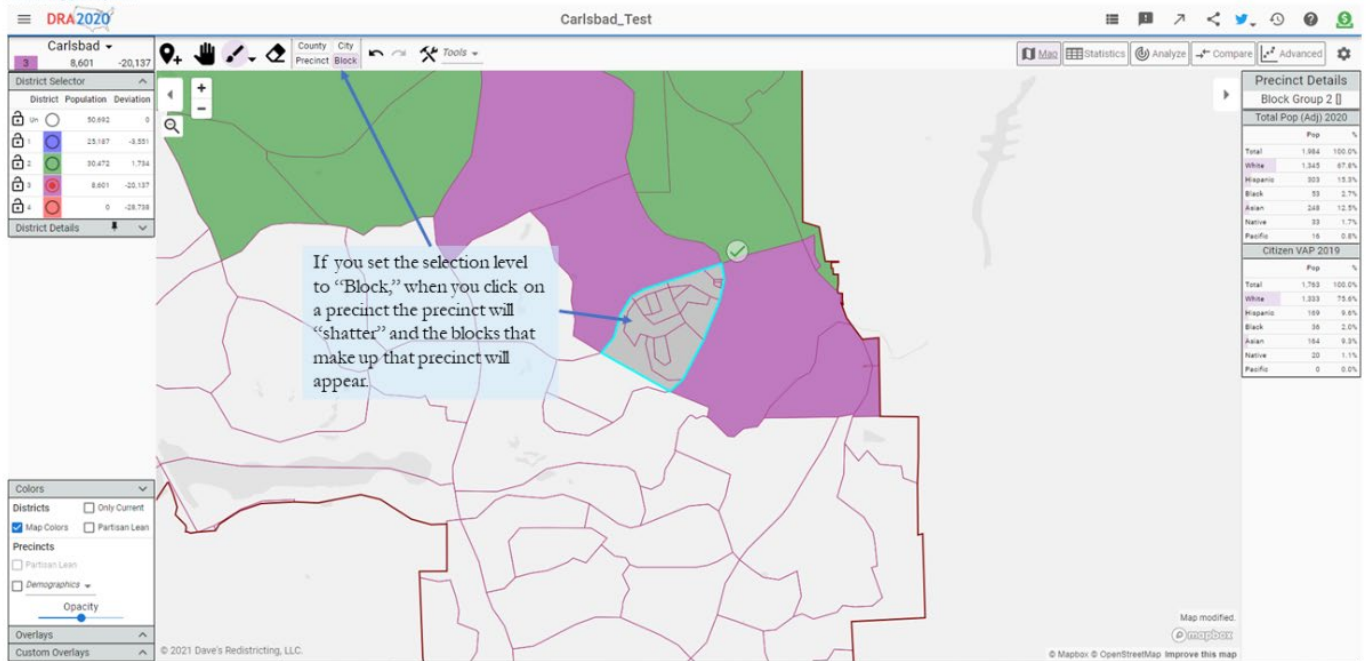 DRA2020
Carlsbad_Test
Carlsbad
3 8,601 -20,137
County City
Precinct Block
Tools
Map Statistics Analyze Compare Advanced
District Selector
District Population Deviation
Un 50,692 0
1 25,187 -3,551
2 30,472 1,734
3 8,601 -20,137
4 0 -28,738
District Details
+
-
If you set the selection level
to “Block,” when you click on
a precinct the precinct will
“shatter” and the blocks that
make up that precinct will
appear.
Precinct Details
Block Group 2 []
Total Pop (Adj) 2020
Pop %
Total 1,984 100.0%
White 1,345 67.8%
Hispanic 303 15.3%
Black 53 2.7%
Asian 248 12.5%
Native 33 1.7%
Pacific 16 0.8%
Citizen VAP 2019
Pop %
Total 1,763 100.0%
White 1,333 75.6%
Hispanic 169 9.6%
Black 36 2.0%
Asian 164 9.3%
Native 20 1.1%
Pacific 0 0.0%
Colors
Districts Only Current
Map Colors Partisan Lean
Precincts
Partisan Lean
Demographics
Opacity
Overlays
Custom Overlays
© 2021 Dave's Redistricting, LLC.
Map modified.
mapbox
© Mapbox © OpenStreetMap Improve this map